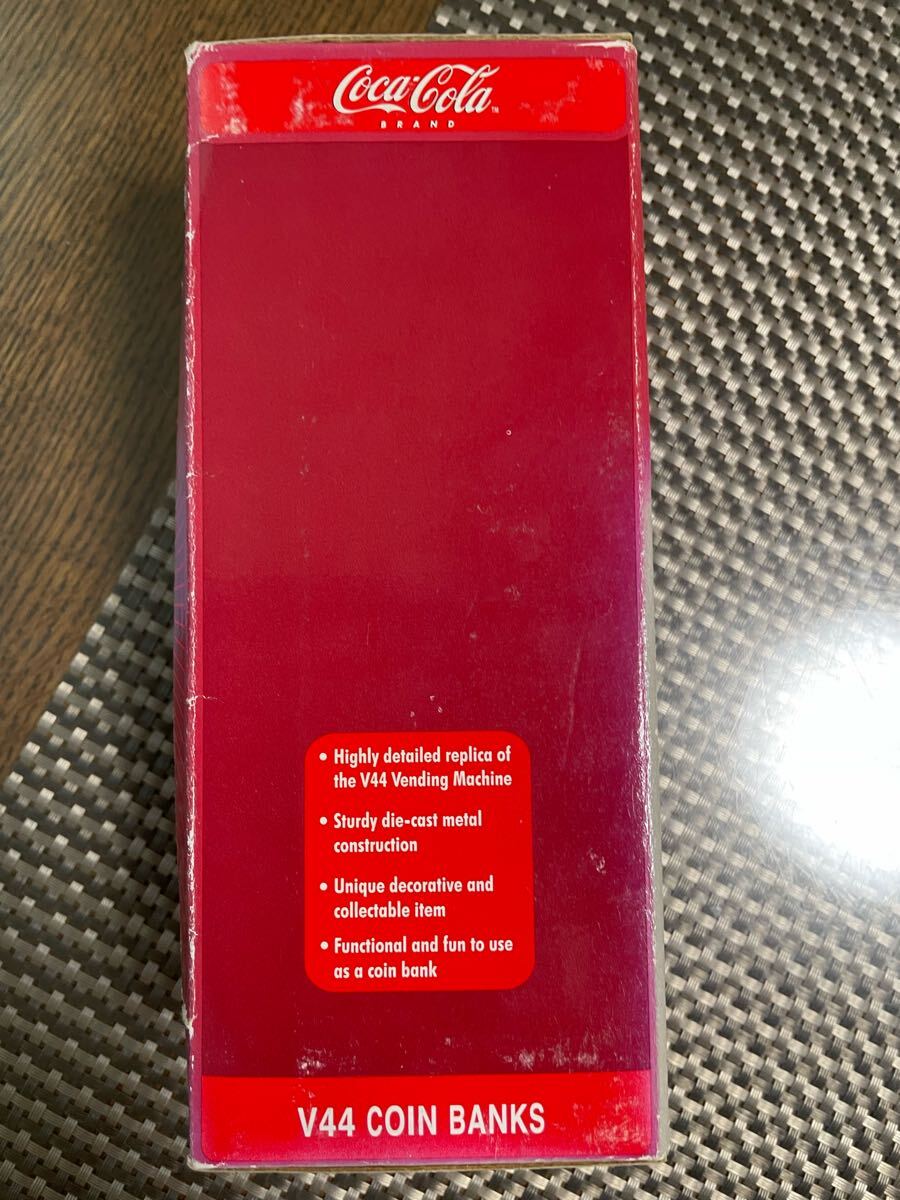 Coca-Cola™
BRAND
• Highly detailed replica of
the V44 Vending Machine
• Sturdy die-cast metal
construction
• Unique decorative and
collectable item
• Functional and fun to use
as a coin bank
V44 COIN BANKS